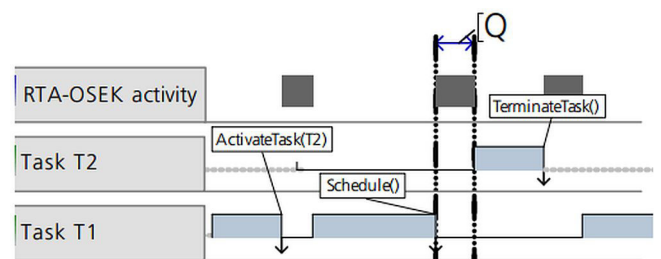 [Q
RTA-OSEK activity
TerminateTask()
ActivateTask(T2)
Task T2
Schedule()
Task T1